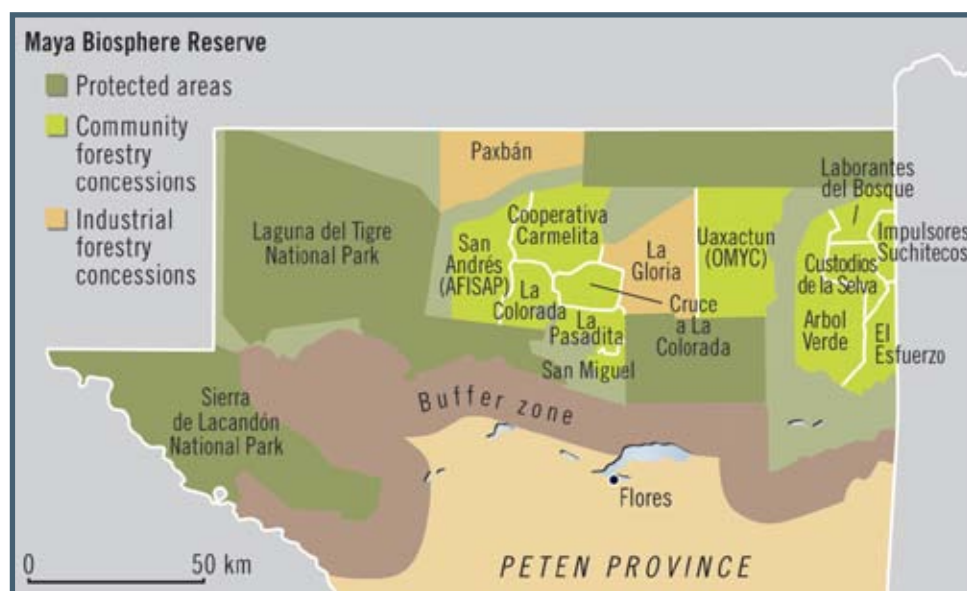 Maya Biosphere Reserve
Protected areas
Community
forestry
concessions
Industrial
forestry
concessions
Paxbán
Laguna del Tigre
National Park
San
Andrés
(AFISAP)
Cooperativa
Carmelita
La
Colorada
La
Pasadita
San Miguel
La
Gloria
Cruce
a La
Colorada
Uaxactun
(OMYC)
Laborantes
del Bosque
Impulsores
Suchitecos
Custodios
de la Selva
Arbol
Verde
El
Esfuerzo
Sierra
de Lacandón
National Park
Buffer zone
Flores
0 50 km
PETEN PROVINCE